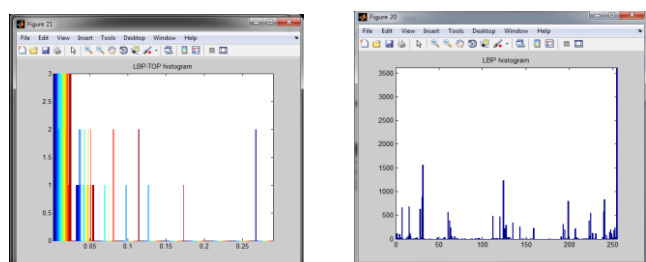 Figure 21
File Edit View Insert Tools Desktop Window Help
LBP-TOP histogram
3
2.5
2
1.5
1
0.5
0
0.05 0.1 0.15 0.2 0.25
Figure 20
File Edit View Insert Tools Desktop Window Help
LBP histogram
3500
3000
2500
2000
1500
1000
500
0
0 50 100 150 200 250